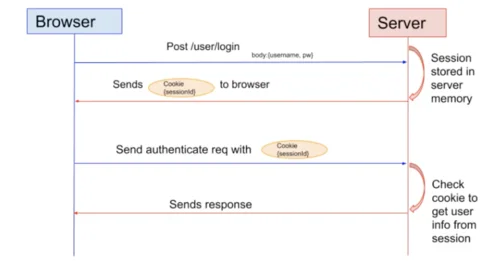 Browser
Server
Post /user/login
body:{username, pw}
Session
stored in
server
memory
Sends
Cookie
{sessionId}
to browser
Send authenticate req with
Cookie
{sessionId}
Check
cookie to
get user
info from
session
Sends response